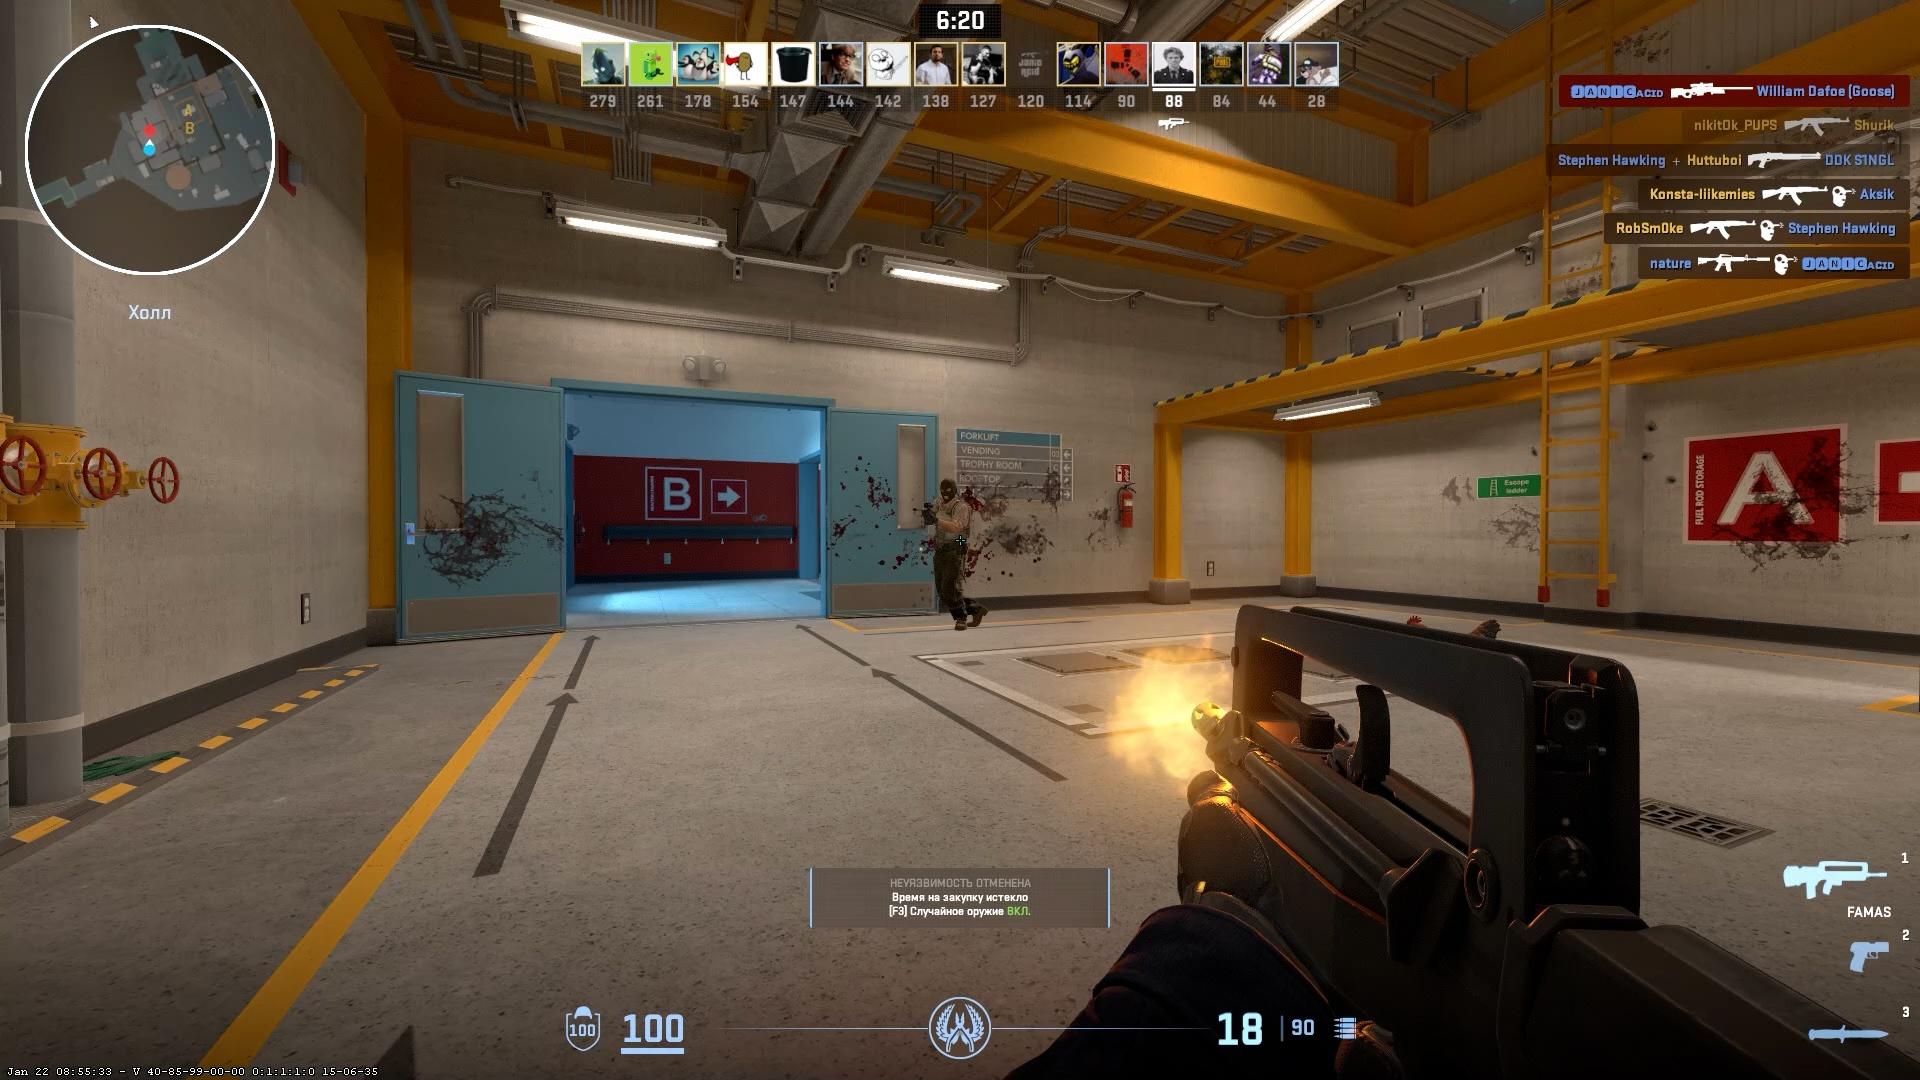 6:20
279 261 178 154 147 144 142 138 127 120 114 90 88 84 44 28
JANICACID William Dafoe (Goose)
nikit0k_PUPS Shurik
Stephen Hawking + Huttuboi DDK S1NGL
Konsta-liikemies Aksik
RobSm0ke Stephen Hawking
nature JANICACID
Холл
FORKLIFT
VENDING
TROPHY ROOM
ROOFTOP
B
Escape ladder
FUEL ROD STORAGE
A
НЕУЯЗВИМОСТЬ ОТМЕНЕНА
Время на закупку истекло
[F3] Случайное оружие ВКЛ.
1
FAMAS
2
3
100
100
18 | 90
Jan 22 08:55:33 - V 40-85-99-00-00 0:1:1:1:0 15-06-35